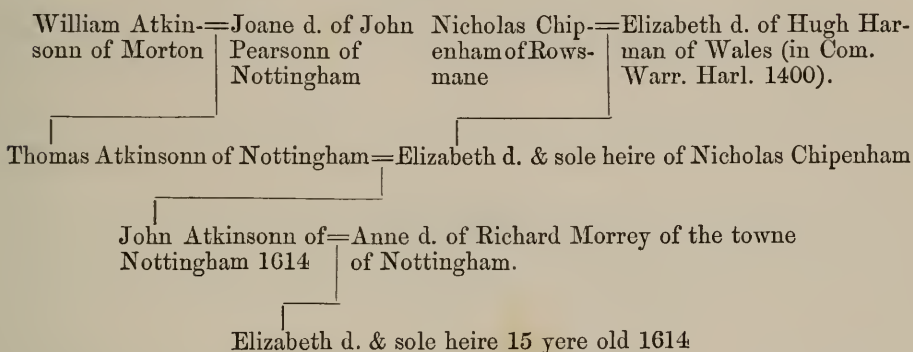 William Atkin-=Joane d. of John Nicholas Chip-=Elizabeth d. of Hugh Har-
sonn of Morton Pearsonn of enham of Rows- man of Wales (in Com.
Nottingham mane Warr. Harl. 1400).
Thomas Atkinsonn of Nottingham=Elizabeth d. & sole heire of Nicholas Chipenham
John Atkinsonn of=Anne d. of Richard Morrey of the towne
Nottingham 1614 of Nottingham.
Elizabeth d. & sole heire 15 yere old 1614